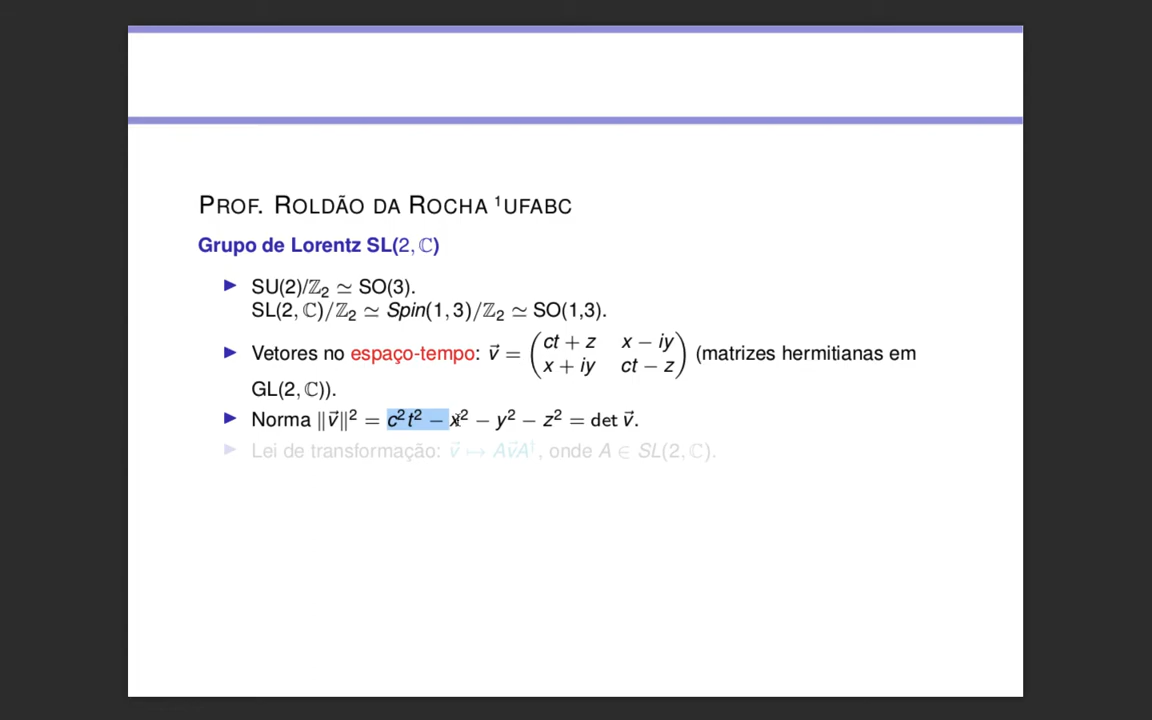 PROF. ROLDÃO DA ROCHA ¹UFABC
Grupo de Lorentz SL(2, ℂ)
▶ SU(2)/ℤ₂ ≃ SO(3).
SL(2, ℂ)/ℤ₂ ≃ Spin(1, 3)/ℤ₂ ≃ SO(1,3).
▶ Vetores no espaço-tempo: v⃗ = (ct + z x − iy; x + iy ct − z) (matrizes hermitianas em
GL(2, ℂ)).
▶ Norma ‖v⃗‖² = c²t² − x² − y² − z² = det v⃗.
▶ Lei de transformação: v⃗ ↦ Av⃗A†, onde A ∈ SL(2, ℂ).